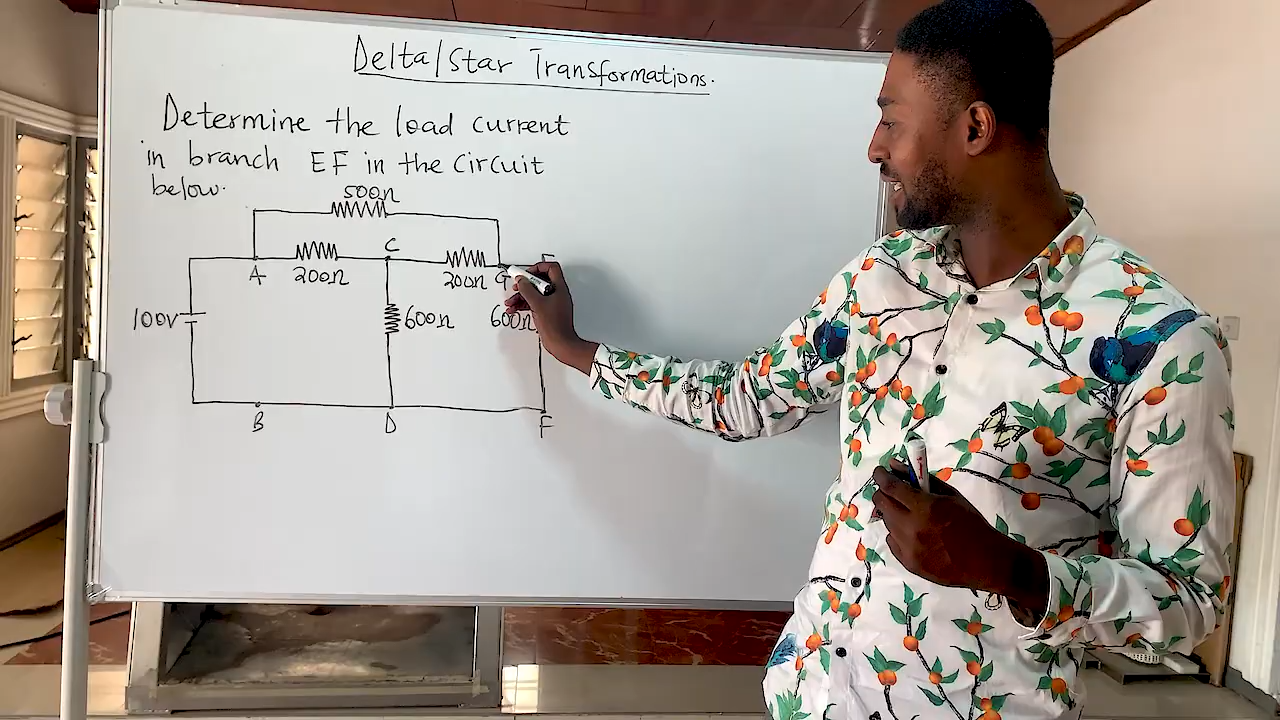 Delta/Star Transformations.
Determine the load current
in branch EF in the circuit
below.
500Ω
C
A
200Ω
200Ω
G
100V
600Ω
600Ω
B
D
F